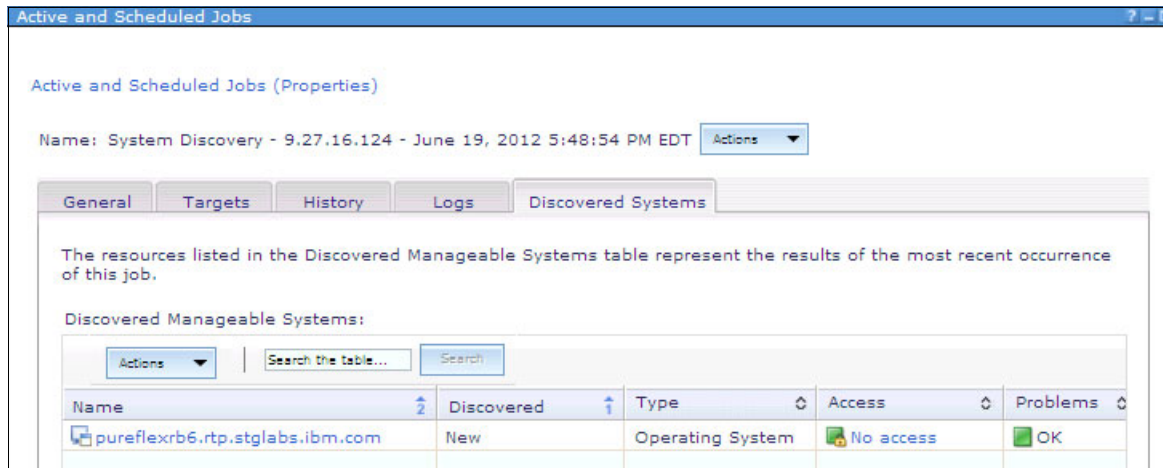 Active and Scheduled Jobs ? –
Active and Scheduled Jobs (Properties)
Name: System Discovery - 9.27.16.124 - June 19, 2012 5:48:54 PM EDT Actions
General Targets History Logs Discovered Systems
The resources listed in the Discovered Manageable Systems table represent the results of the most recent occurrence
of this job.
Discovered Manageable Systems:
Actions Search the table... Search
Name 2 Discovered 1 Type Access Problems
pureflexrb6.rtp.stglabs.ibm.com New Operating System No access OK